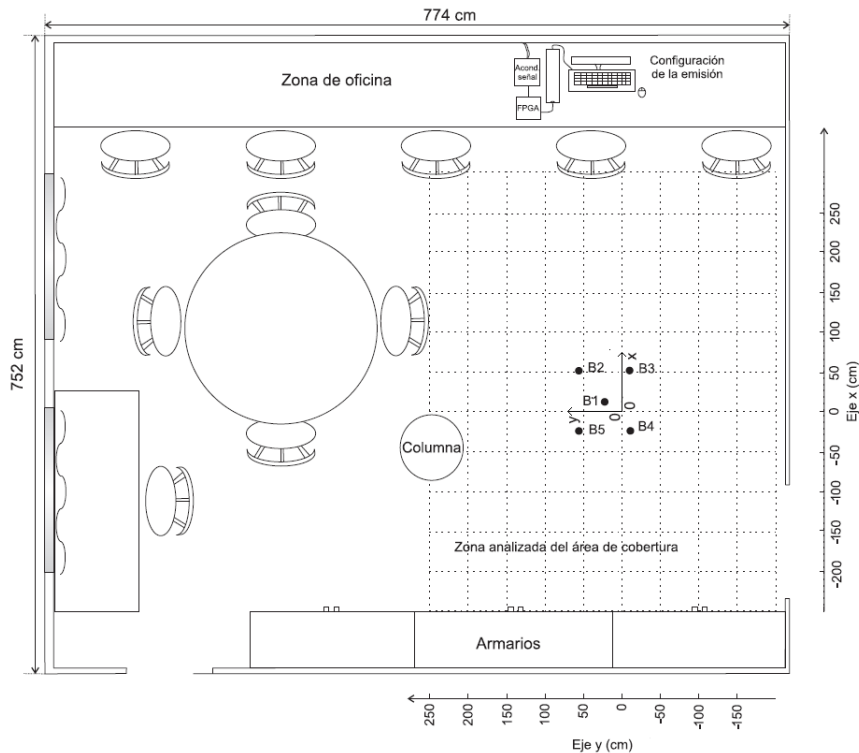 774 cm
752 cm
Zona de oficina
Acond.
señal
FPGA
Configuración
de la emisión
B2
B3
B1
B5
B4
x
y
0
0
Columna
Zona analizada del área de cobertura
Armarios
250
200
150
100
50
0
-50
-100
-150
-200
Eje x (cm)
250
200
150
100
50
0
-50
-100
-150
Eje y (cm)